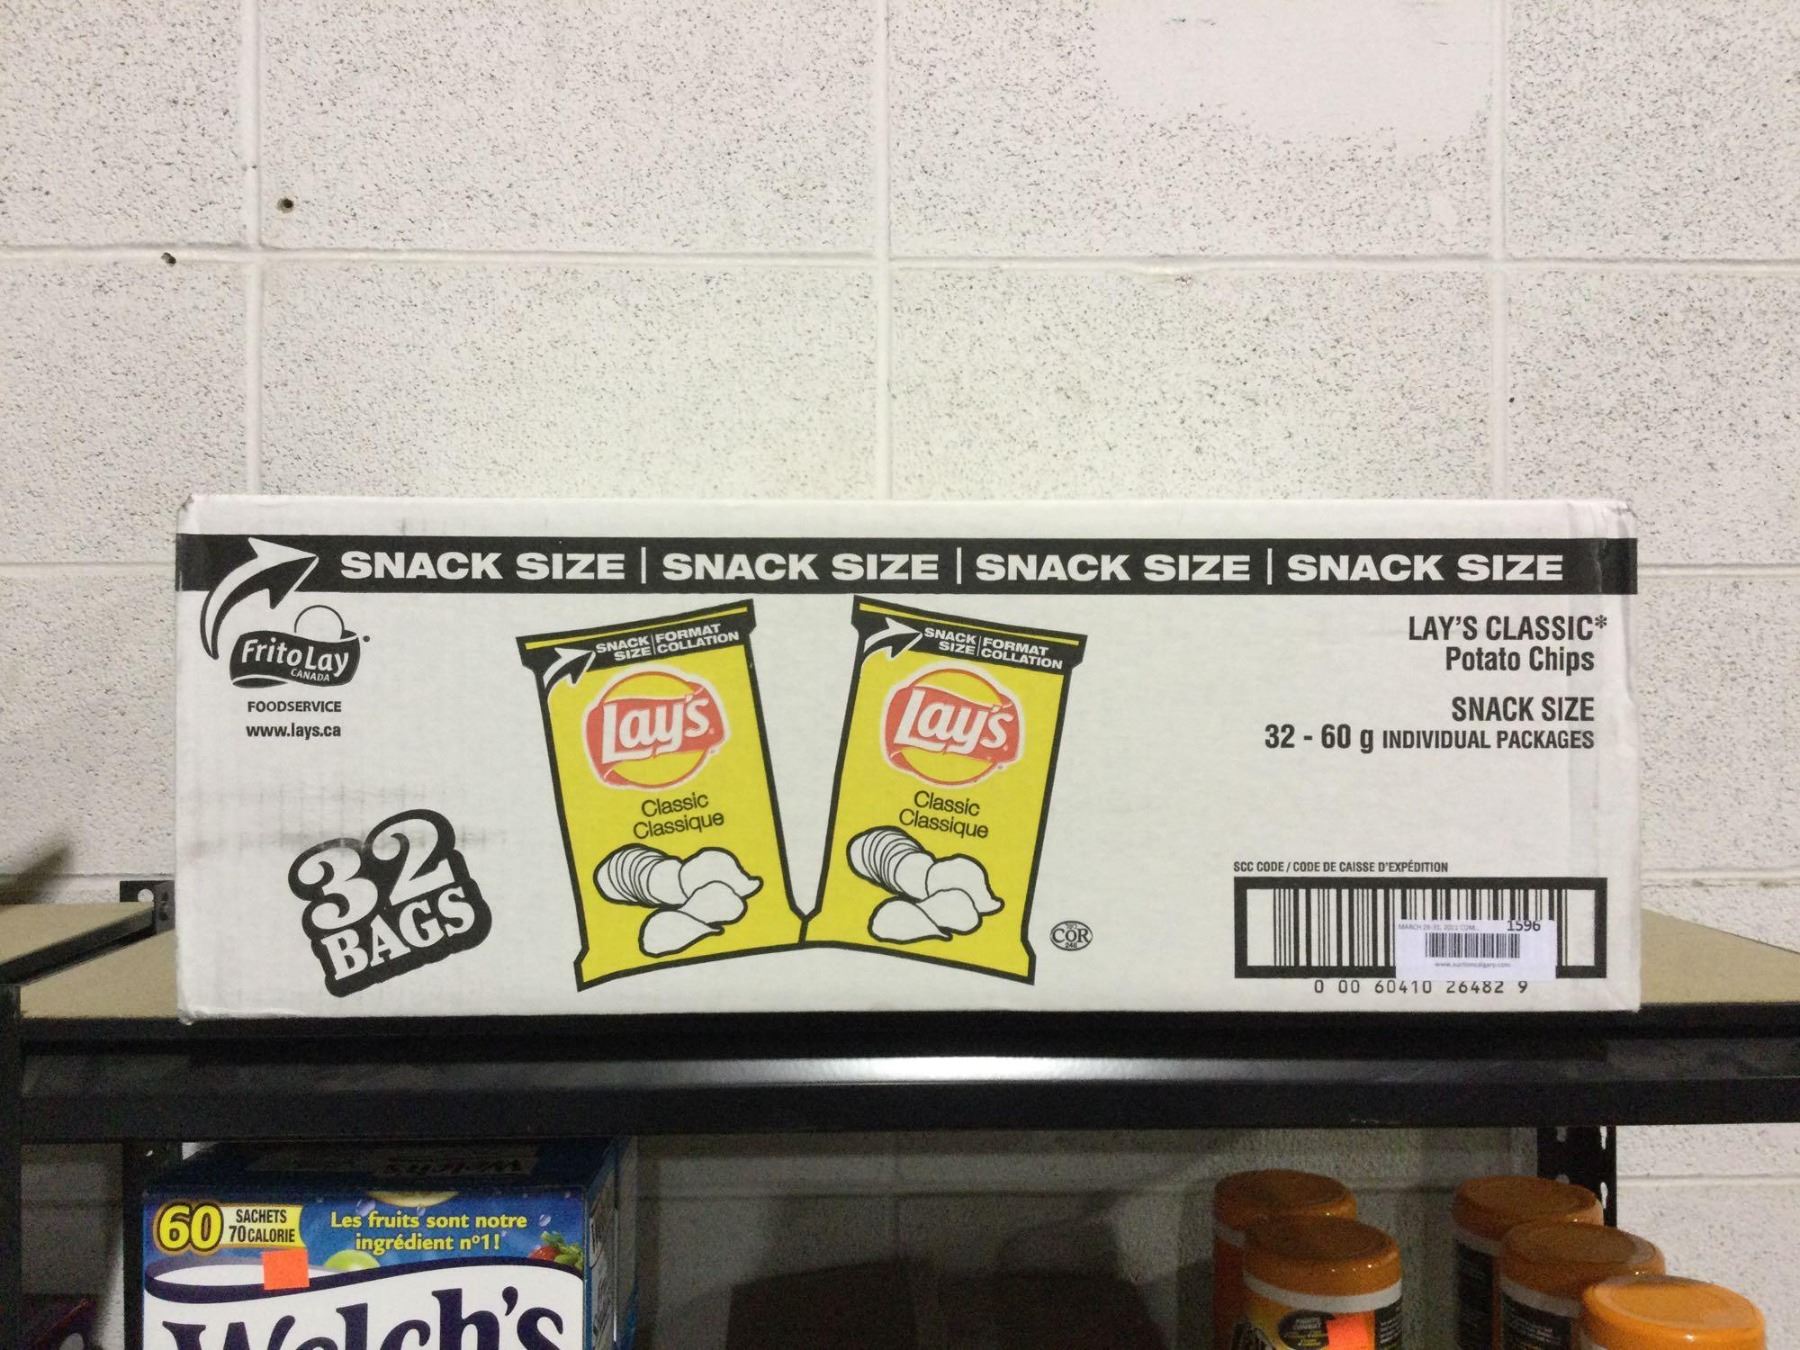 SNACK SIZE | SNACK SIZE | SNACK SIZE | SNACK SIZE
Frito Lay
CANADA
FOODSERVICE
www.lays.ca
32
BAGS
SNACK SIZE | FORMAT COLLATION
Lay's
Classic
Classique
SNACK SIZE | FORMAT COLLATION
Lay's
Classic
Classique
COR
LAY'S CLASSIC*
Potato Chips
SNACK SIZE
32 - 60 g INDIVIDUAL PACKAGES
SCC CODE / CODE DE CAISSE D'EXPÉDITION
1596
0 00 60410 26482 9
60 SACHETS
70 CALORIE
Les fruits sont notre
ingrédient n°1!
Welch's